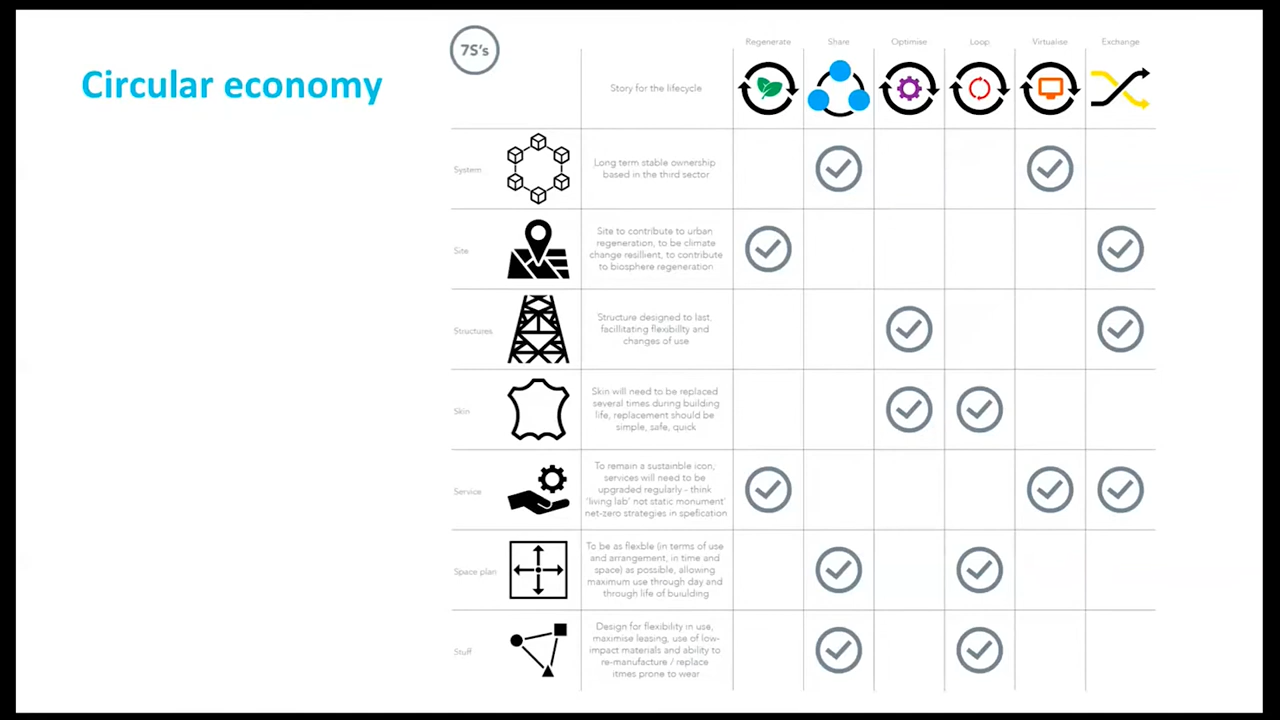 Circular economy
7S's
Story for the lifecycle
Regenerate
Share
Optimise
Loop
Virtualise
Exchange
System
Long term stable ownership
based in the third sector
Site
Site to contribute to urban
regeneration, to be climate
change resillient, to contribute
to biosphere regeneration
Structures
Structure designed to last,
facillitating flexibillty and
changes of use
Skin
Skin will need to be replaced
several times during building
life, replacement should be
simple, safe, quick
Service
To remain a sustainble icon;
services will need to be
upgraded regularly - think
'living lab' not static monument'
net-zero strategies in spefication
Space plan
To be as flexble (in terms of use
and arrangement, in time and
space) as possible, allowing
maximum use through day and
through life of buiulding
Stuff
Design for flexibility in use,
maximise leasing, use of low-
impact materials and ability to
re-manufacture / replace
itmes prone to wear